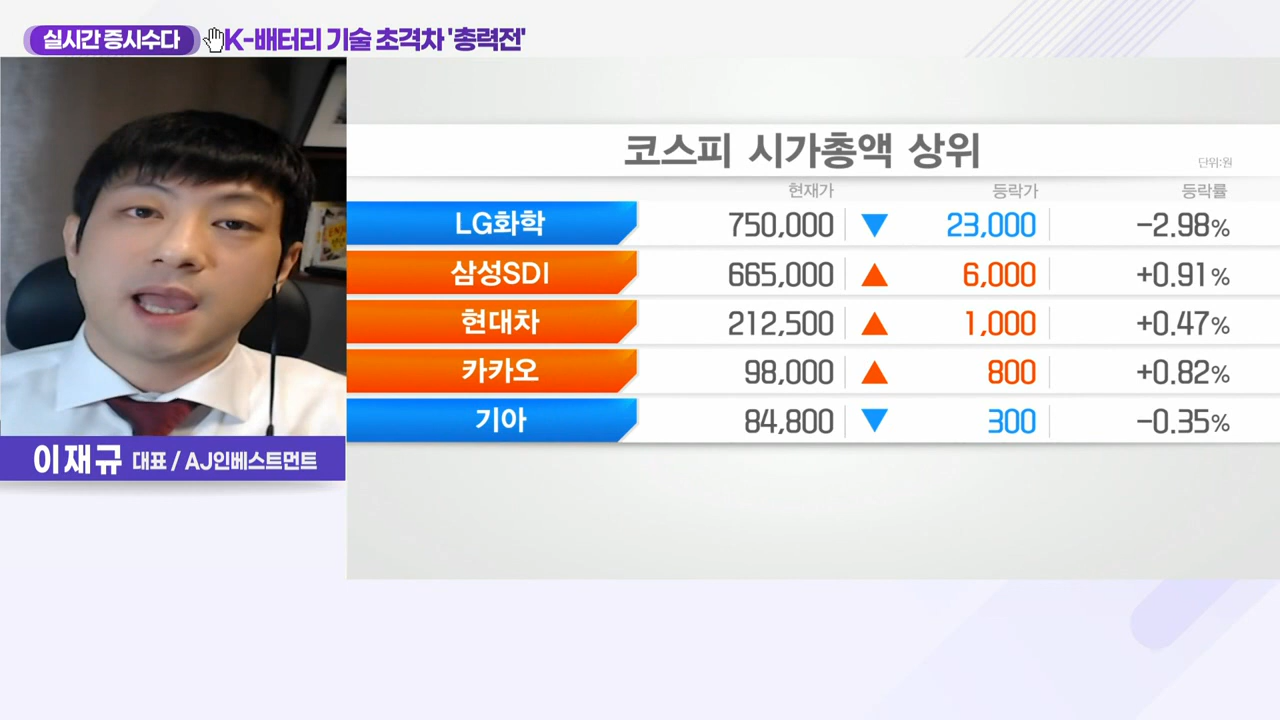 실시간 증시수다 K-배터리 기술 초격차 '총력전'
코스피 시가총액 상위
단위:원
현재가 등락가 등락률
LG화학 750,000 ▼ 23,000 -2.98%
삼성SDI 665,000 ▲ 6,000 +0.91%
현대차 212,500 ▲ 1,000 +0.47%
카카오 98,000 ▲ 800 +0.82%
기아 84,800 ▼ 300 -0.35%
이재규 대표 / AJ인베스트먼트